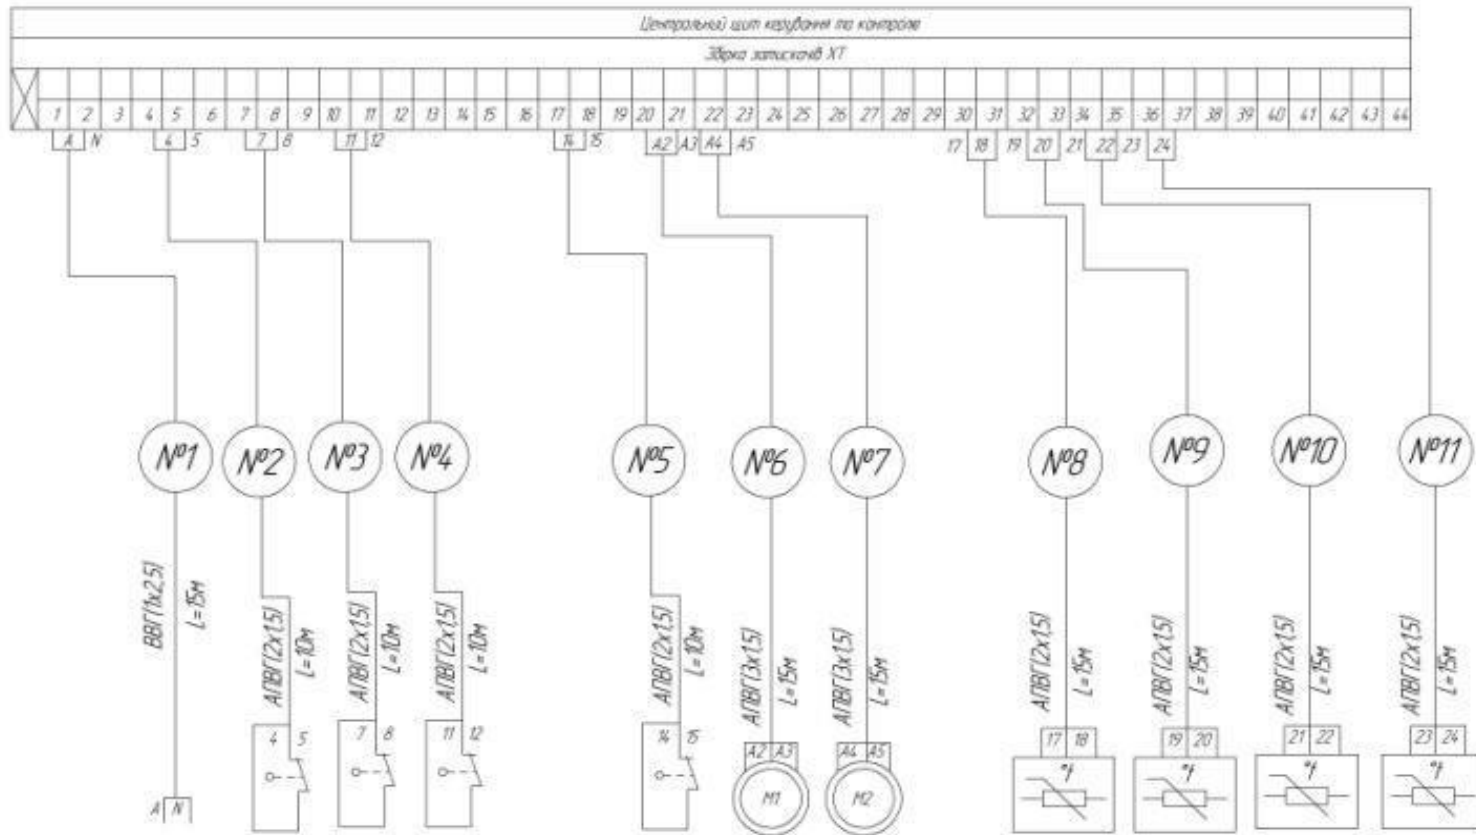 Центральний щит керування та контролю
Збірка затискачів ХТ
1 2 3 4 5 6 7 8 9 10 11 12 13 14 15 16 17 18 19 20 21 22 23 24 25 26 27 28 29 30 31 32 33 34 35 36 37 38 39 40 41 42 43 44
A N 4 5 7 8 11 12 14 15 A2 A3 A4 A5 17 18 19 20 21 22 23 24
№1 №2 №3 №4 №5 №6 №7 №8 №9 №10 №11
ВВГ(1х2,5)
L=15м
АПВГ(2х1,5)
L=10м
АПВГ(2х1,5)
L=10м
АПВГ(2х1,5)
L=10м
АПВГ(2х1,5)
L=10м
АПВГ(3х1,5)
L=15м
АПВГ(3х1,5)
L=15м
АПВГ(2х1,5)
L=15м
АПВГ(2х1,5)
L=15м
АПВГ(2х1,5)
L=15м
АПВГ(2х1,5)
L=15м
A N
4 5
7 8
11 12
14 15
A2 A3
M1
A4 A5
M2
17 18
19 20
21 22
23 24